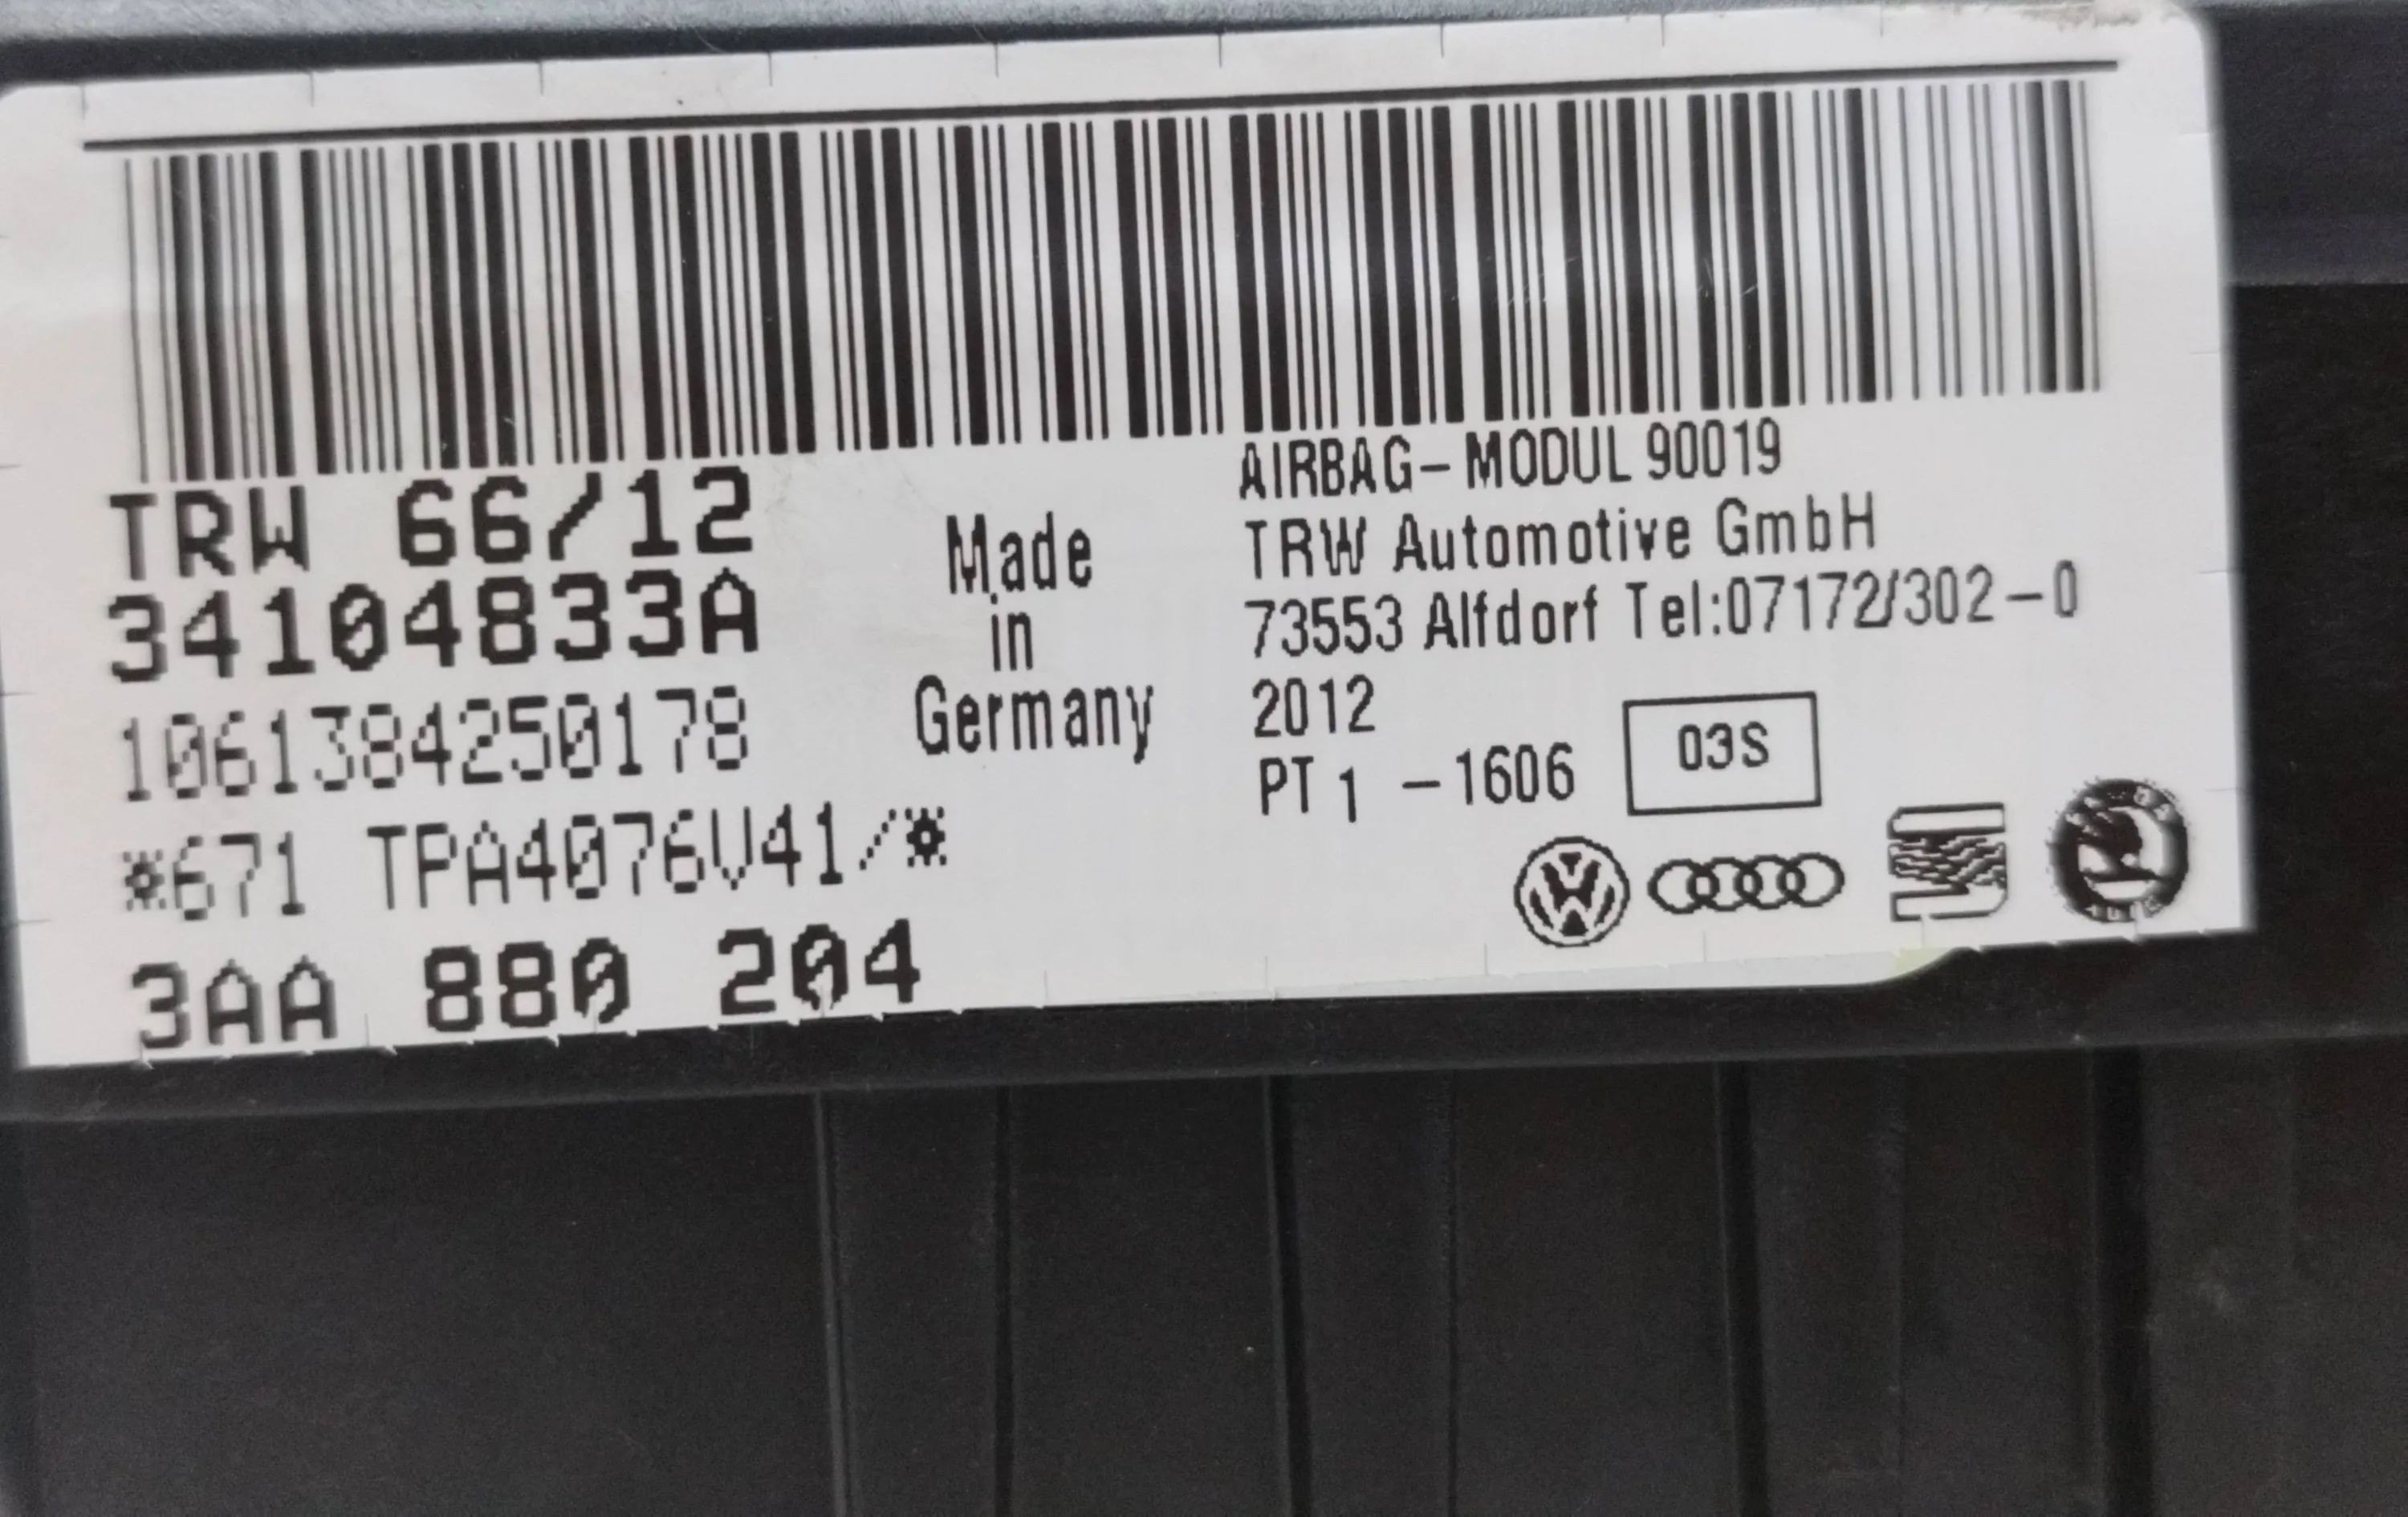 TRW 66/12
34104833A
1061384250178
*671 TPA4076V41/*
3AA 880 204
Made
in
Germany
AIRBAG-MODUL 90019
TRW Automotive GmbH
73553 Alfdorf Tel:07172/302-0
2012
PT 1 -1606
03S